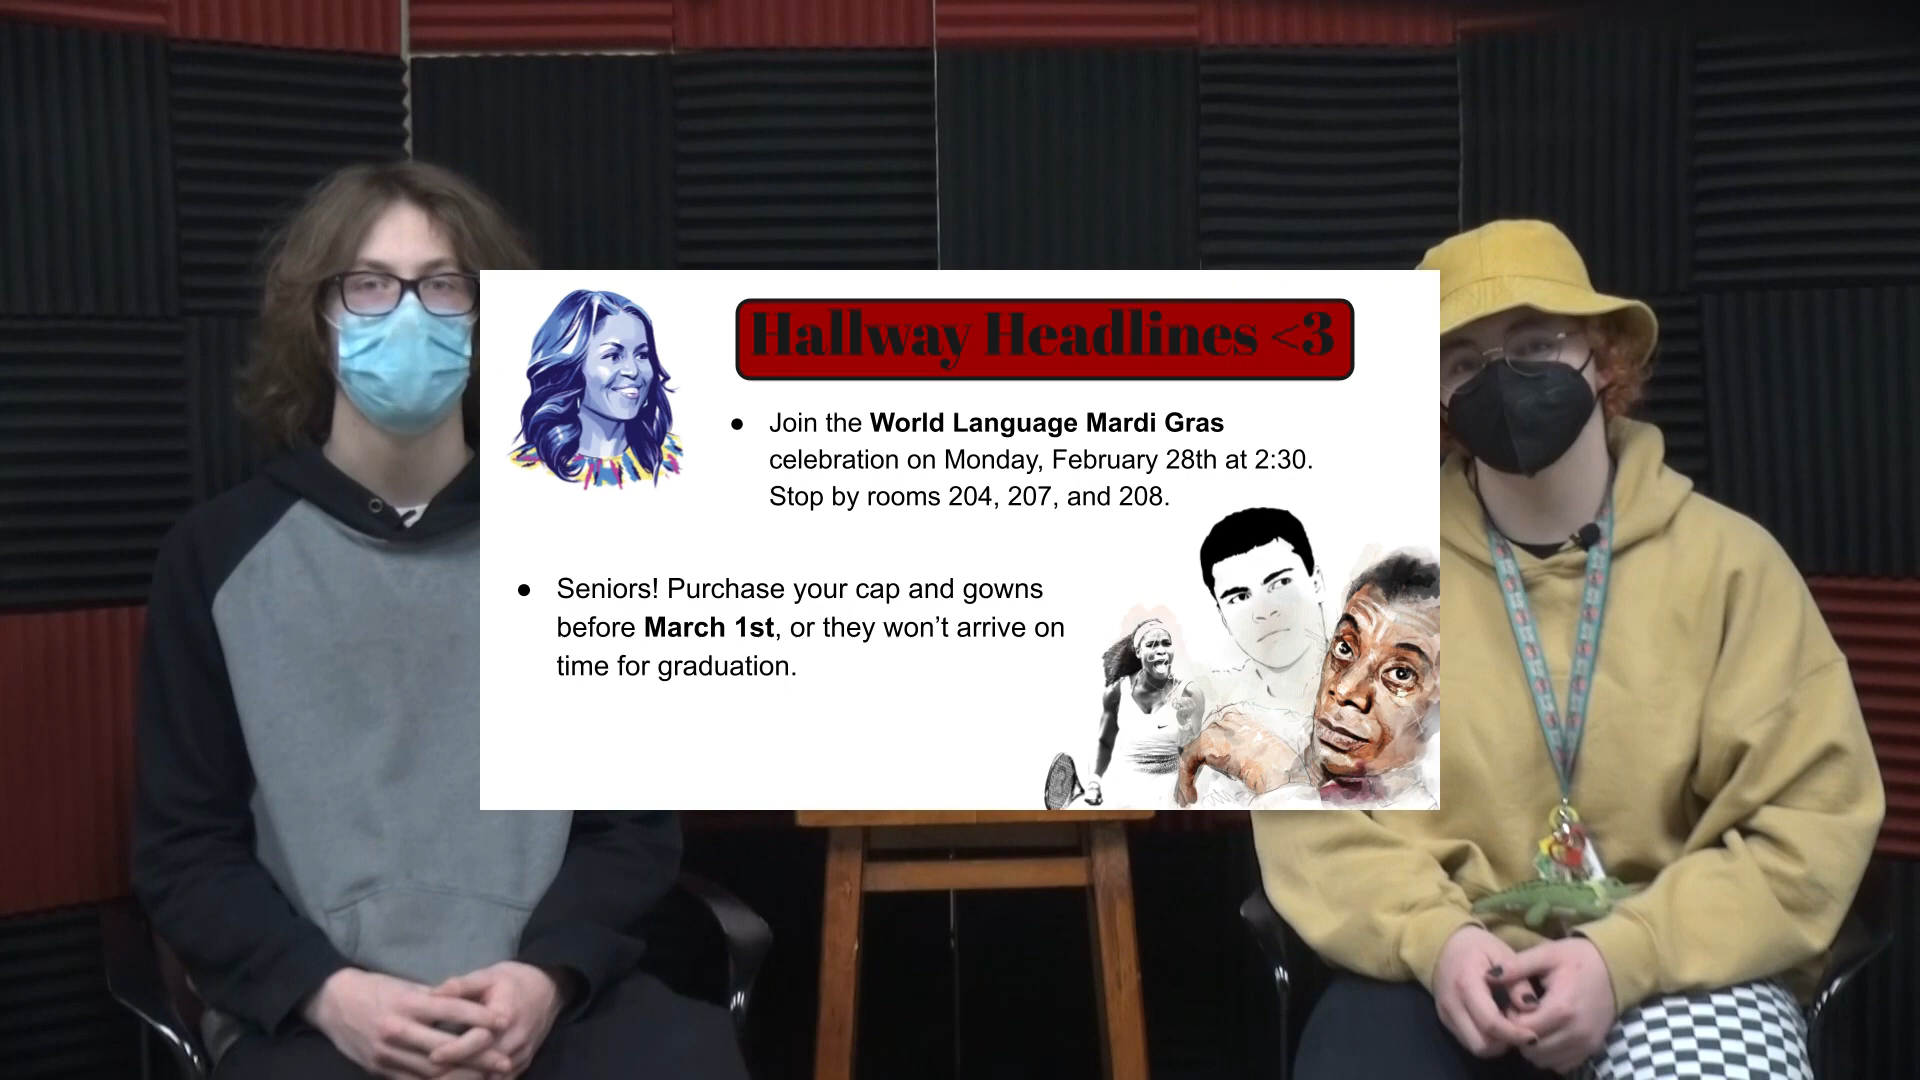 Hallway Headlines <3
● Join the World Language Mardi Gras
celebration on Monday, February 28th at 2:30.
Stop by rooms 204, 207, and 208.
● Seniors! Purchase your cap and gowns
before March 1st, or they won’t arrive on
time for graduation.